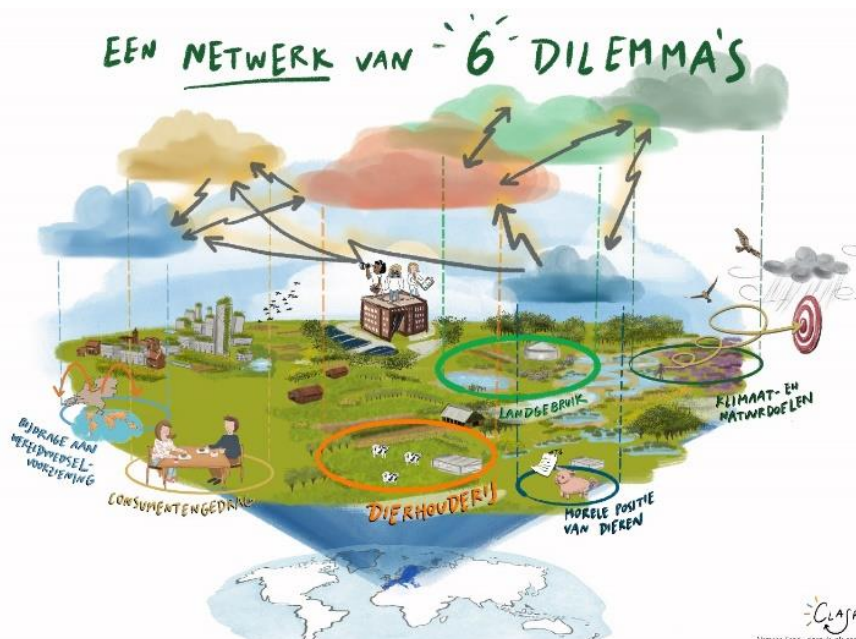 EEN NETWERK VAN 6 DILEMMA'S
LANDGEBRUIK
KLIMAAT- EN
NATUURDOELEN
BIJDRAGE AAN
WERELDVOEDSEL-
VOORZIENING
CONSUMENTENGEDRAG
DIERHOUDERIJ
MORELE POSITIE
VAN DIEREN